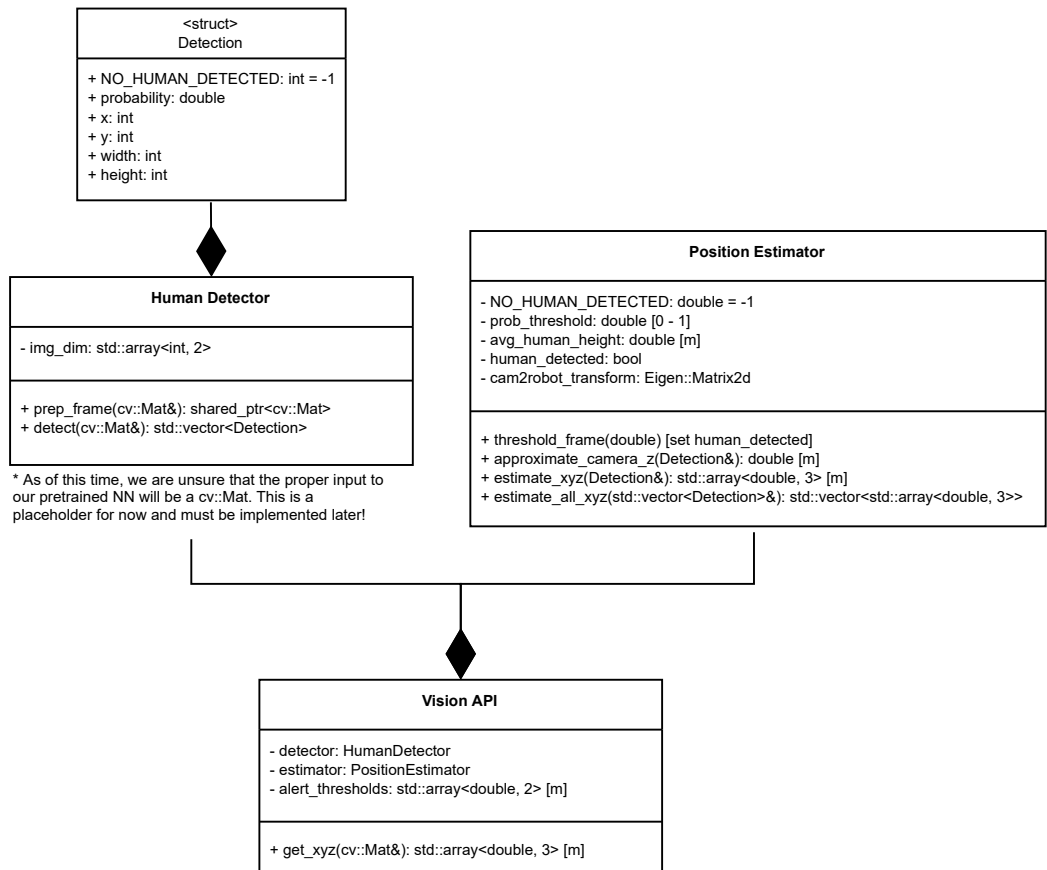 <struct>
Detection
+ NO_HUMAN_DETECTED: int = -1
+ probability: double
+ x: int
+ y: int
+ width: int
+ height: int
Human Detector
- img_dim: std::array<int, 2>
+ prep_frame(cv::Mat&): shared_ptr<cv::Mat>
+ detect(cv::Mat&): std::vector<Detection>
* As of this time, we are unsure that the proper input to
our pretrained NN will be a cv::Mat. This is a
placeholder for now and must be implemented later!
Position Estimator
- NO_HUMAN_DETECTED: double = -1
- prob_threshold: double [0 - 1]
- avg_human_height: double [m]
- human_detected: bool
- cam2robot_transform: Eigen::Matrix2d
+ threshold_frame(double) [set human_detected]
+ approximate_camera_z(Detection&): double [m]
+ estimate_xyz(Detection&): std::array<double, 3> [m]
+ estimate_all_xyz(std::vector<Detection>&): std::vector<std::array<double, 3>>
Vision API
- detector: HumanDetector
- estimator: PositionEstimator
- alert_thresholds: std::array<double, 2> [m]
+ get_xyz(cv::Mat&): std::array<double, 3> [m]